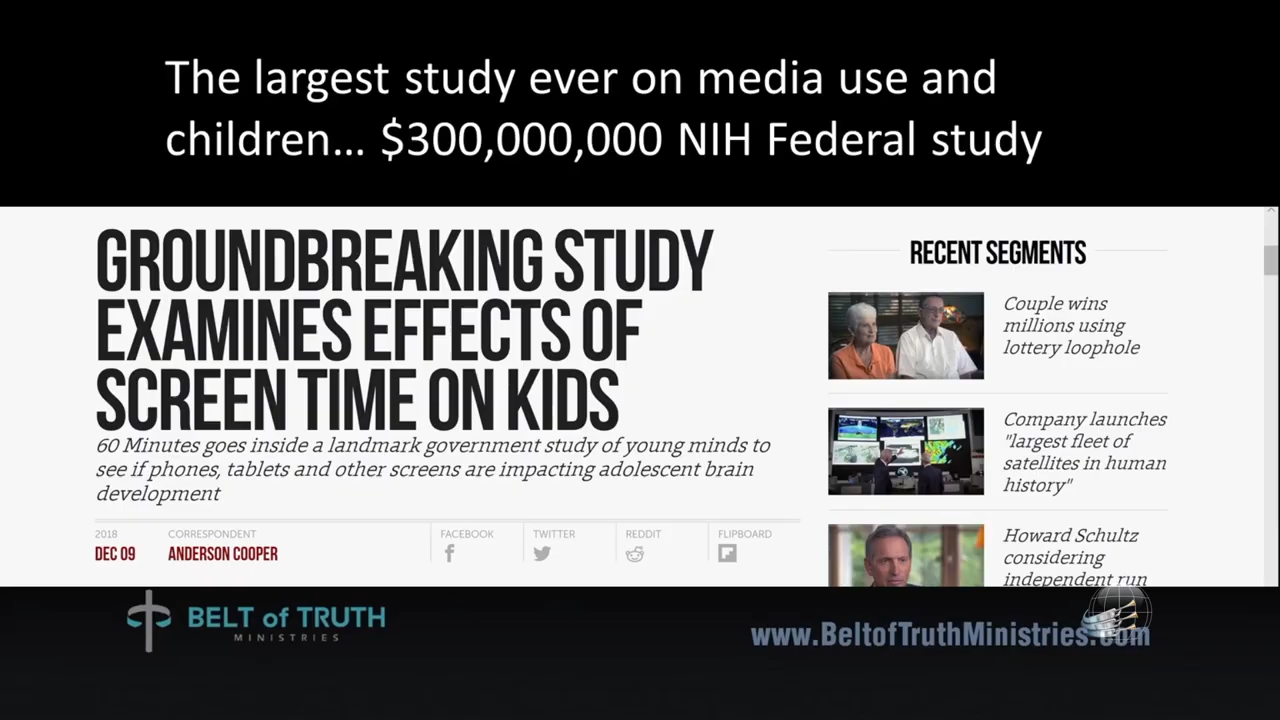 The largest study ever on media use and
children... $300,000,000 NIH Federal study
GROUNDBREAKING STUDY
EXAMINES EFFECTS OF
SCREEN TIME ON KIDS
60 Minutes goes inside a landmark government study of young minds to
see if phones, tablets and other screens are impacting adolescent brain
development
2018
DEC 09
CORRESPONDENT
ANDERSON COOPER
FACEBOOK
TWITTER
REDDIT
FLIPBOARD
RECENT SEGMENTS
Couple wins
millions using
lottery loophole
Company launches
"largest fleet of
satellites in human
history"
Howard Schultz
considering
independent run
BELT of TRUTH
MINISTRIES
www.BeltofTruthMinistries.com